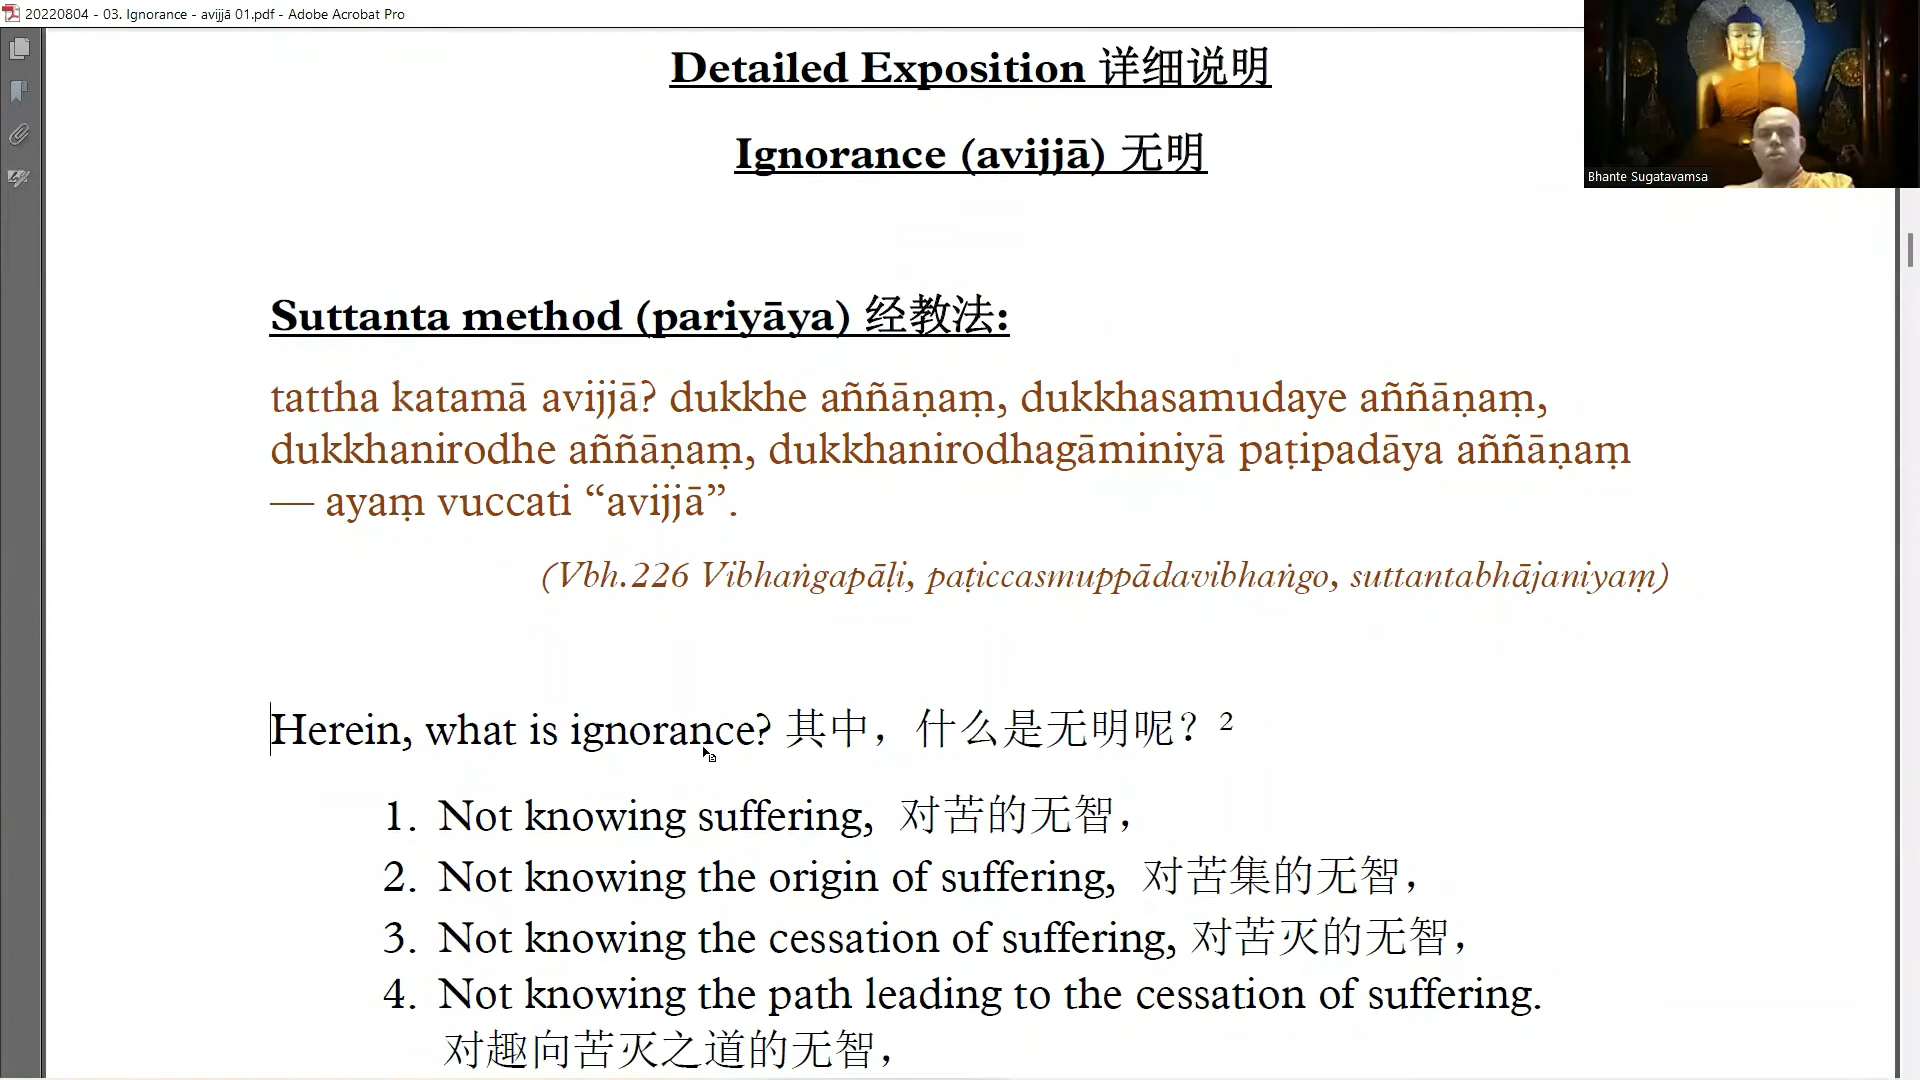 20220804 - 03. Ignorance - avijjā 01.pdf - Adobe Acrobat Pro
Detailed Exposition 详细说明
Ignorance (avijjā) 无明
Bhante Sugatavamsa
Suttanta method (pariyāya) 经教法:
tattha katamā avijjā? dukkhe aññāṇaṃ, dukkhasamudaye aññāṇaṃ,
dukkhanirodhe aññāṇaṃ, dukkhanirodhagāminiyā paṭipadāya aññāṇaṃ
— ayaṃ vuccati “avijjā”.
(Vbh.226 Vibhaṅgapāḷi, paṭiccasmuppādavibhaṅgo, suttantabhājaniyaṃ)
Herein, what is ignorance? 其中，什么是无明呢？ 2
1. Not knowing suffering, 对苦的无智，
2. Not knowing the origin of suffering, 对苦集的无智，
3. Not knowing the cessation of suffering, 对苦灭的无智，
4. Not knowing the path leading to the cessation of suffering.
对趣向苦灭之道的无智，